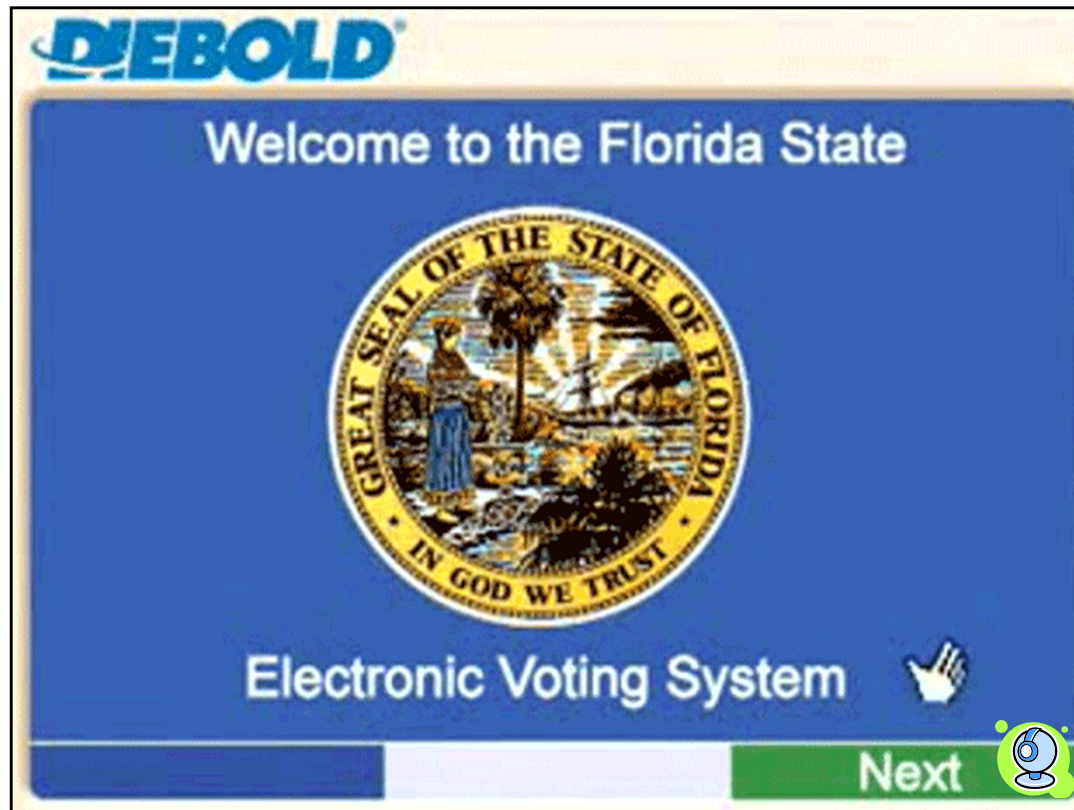 DIEBOLD®
Welcome to the Florida State
GREAT SEAL OF THE STATE OF FLORIDA
• IN GOD WE TRUST •
Electronic Voting System
Next